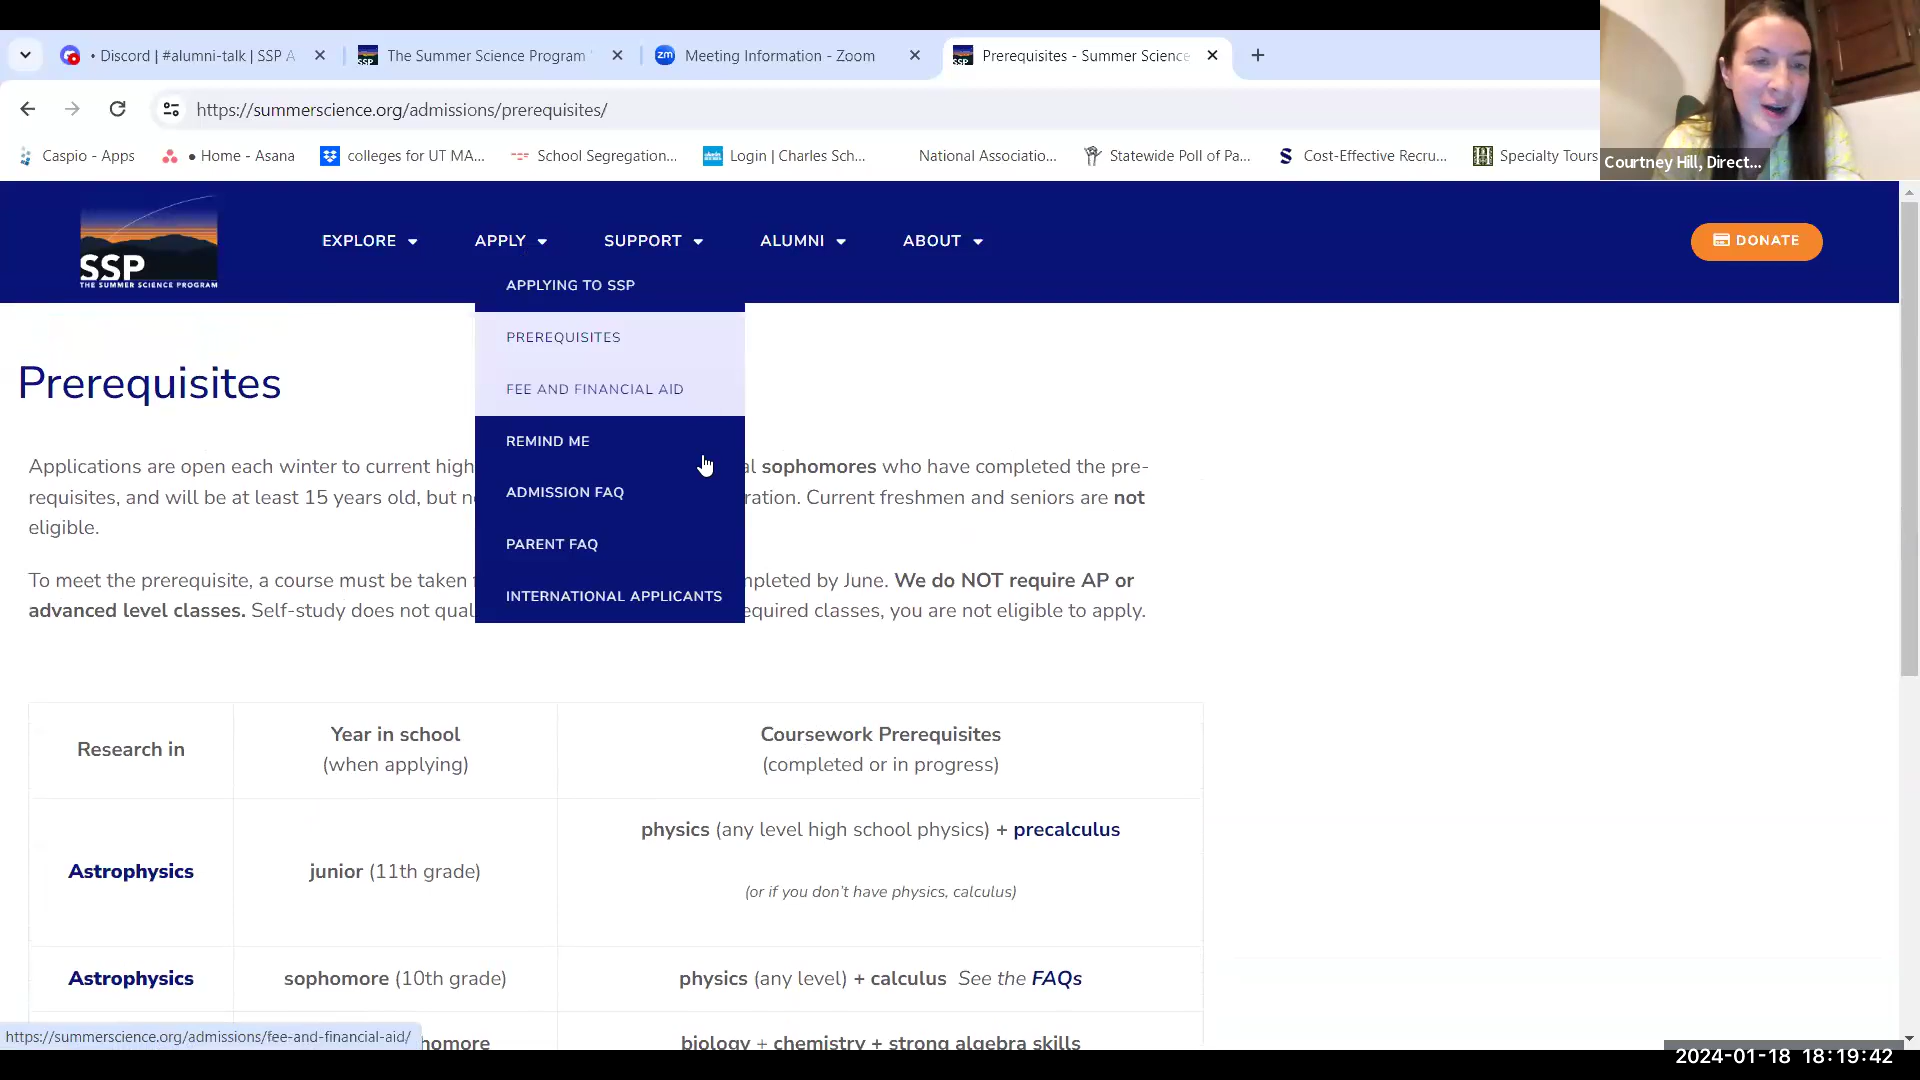 • Discord | #alumni-talk | SSP A
The Summer Science Program
Meeting Information - Zoom
Prerequisites - Summer Science
https://summerscience.org/admissions/prerequisites/
Caspio - Apps
• Home - Asana
colleges for UT MA...
School Segregation...
Login | Charles Sch...
National Associatio...
Statewide Poll of Pa...
Cost-Effective Recru...
Specialty Tours
Courtney Hill, Direct...
SSP
THE SUMMER SCIENCE PROGRAM
EXPLORE
APPLY
SUPPORT
ALUMNI
ABOUT
DONATE
APPLYING TO SSP
PREREQUISITES
FEE AND FINANCIAL AID
REMIND ME
ADMISSION FAQ
PARENT FAQ
INTERNATIONAL APPLICANTS
Prerequisites
Applications are open each winter to current high sophomores who have completed the pre-
requisites, and will be at least 15 years old, but Current freshmen and seniors are not
eligible.
To meet the prerequisite, a course must be taken by June. We do NOT require AP or
advanced level classes. Self-study does not classes, you are not eligible to apply.
Research in
Year in school
(when applying)
Coursework Prerequisites
(completed or in progress)
Astrophysics
junior (11th grade)
physics (any level high school physics) + precalculus
(or if you don't have physics, calculus)
Astrophysics
sophomore (10th grade)
physics (any level) + calculus See the FAQs
biology + chemistry + strong algebra skills
https://summerscience.org/admissions/fee-and-financial-aid/
2024-01-18 18:19:42